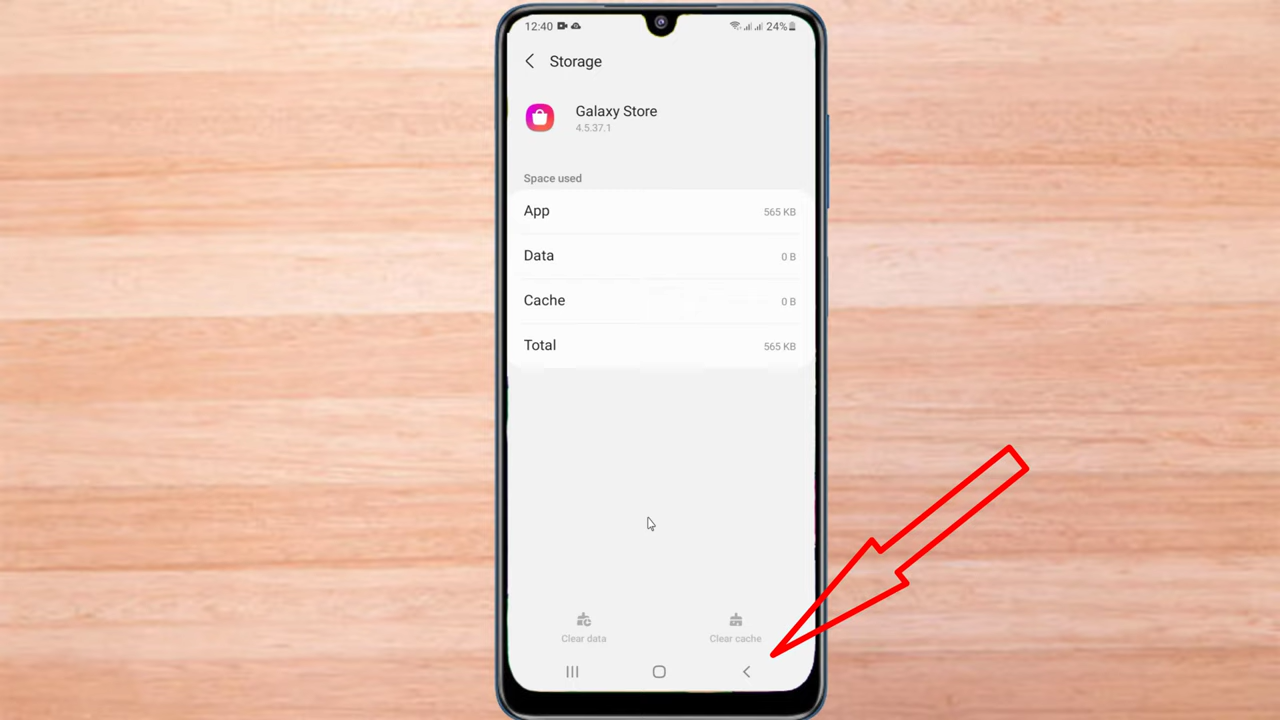 12:40 24%
Storage
Galaxy Store
4.5.37.1
Space used
App 565 KB
Data 0 B
Cache 0 B
Total 565 KB
Clear data Clear cache